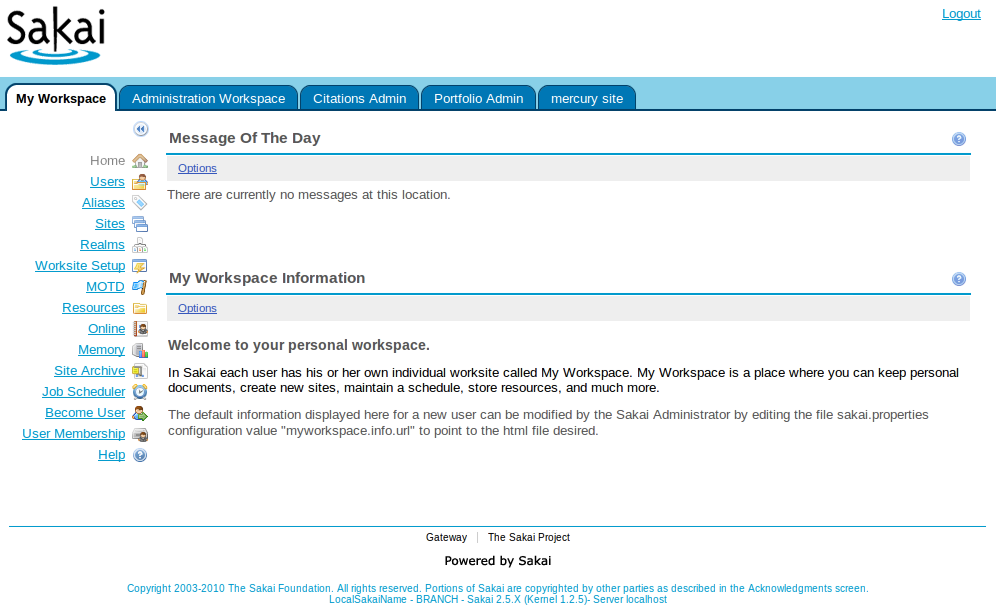 Sakai
Logout
My Workspace
Administration Workspace
Citations Admin
Portfolio Admin
mercury site
Home
Users
Aliases
Sites
Realms
Worksite Setup
MOTD
Resources
Online
Memory
Site Archive
Job Scheduler
Become User
User Membership
Help
Message Of The Day
Options
There are currently no messages at this location.
My Workspace Information
Options
Welcome to your personal workspace.
In Sakai each user has his or her own individual worksite called My Workspace. My Workspace is a place where you can keep personal
documents, create new sites, maintain a schedule, store resources, and much more.
The default information displayed here for a new user can be modified by the Sakai Administrator by editing the file sakai.properties
configuration value "myworkspace.info.url" to point to the html file desired.
Gateway | The Sakai Project
Powered by Sakai
Copyright 2003-2010 The Sakai Foundation. All rights reserved. Portions of Sakai are copyrighted by other parties as described in the Acknowledgments screen.
LocalSakaiName - BRANCH - Sakai 2.5.X (Kernel 1.2.5)- Server localhost